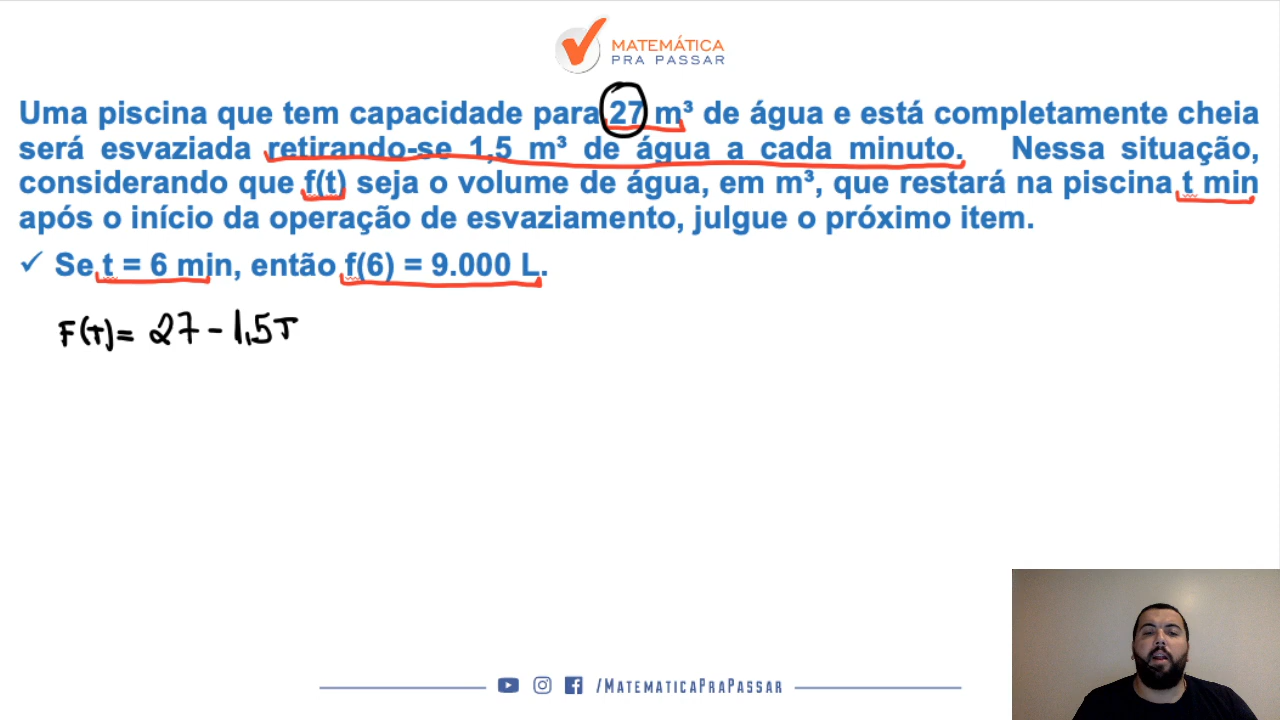 MATEMÁTICA
PRA PASSAR
Uma piscina que tem capacidade para 27 m³ de água e está completamente cheia
será esvaziada retirando-se 1,5 m³ de água a cada minuto. Nessa situação,
considerando que f(t) seja o volume de água, em m³, que restará na piscina t min
após o início da operação de esvaziamento, julgue o próximo item.
✓ Se t = 6 min, então f(6) = 9.000 L.
F(T)= 27 - 1,5T
/MATEMATICAPRAPASSAR